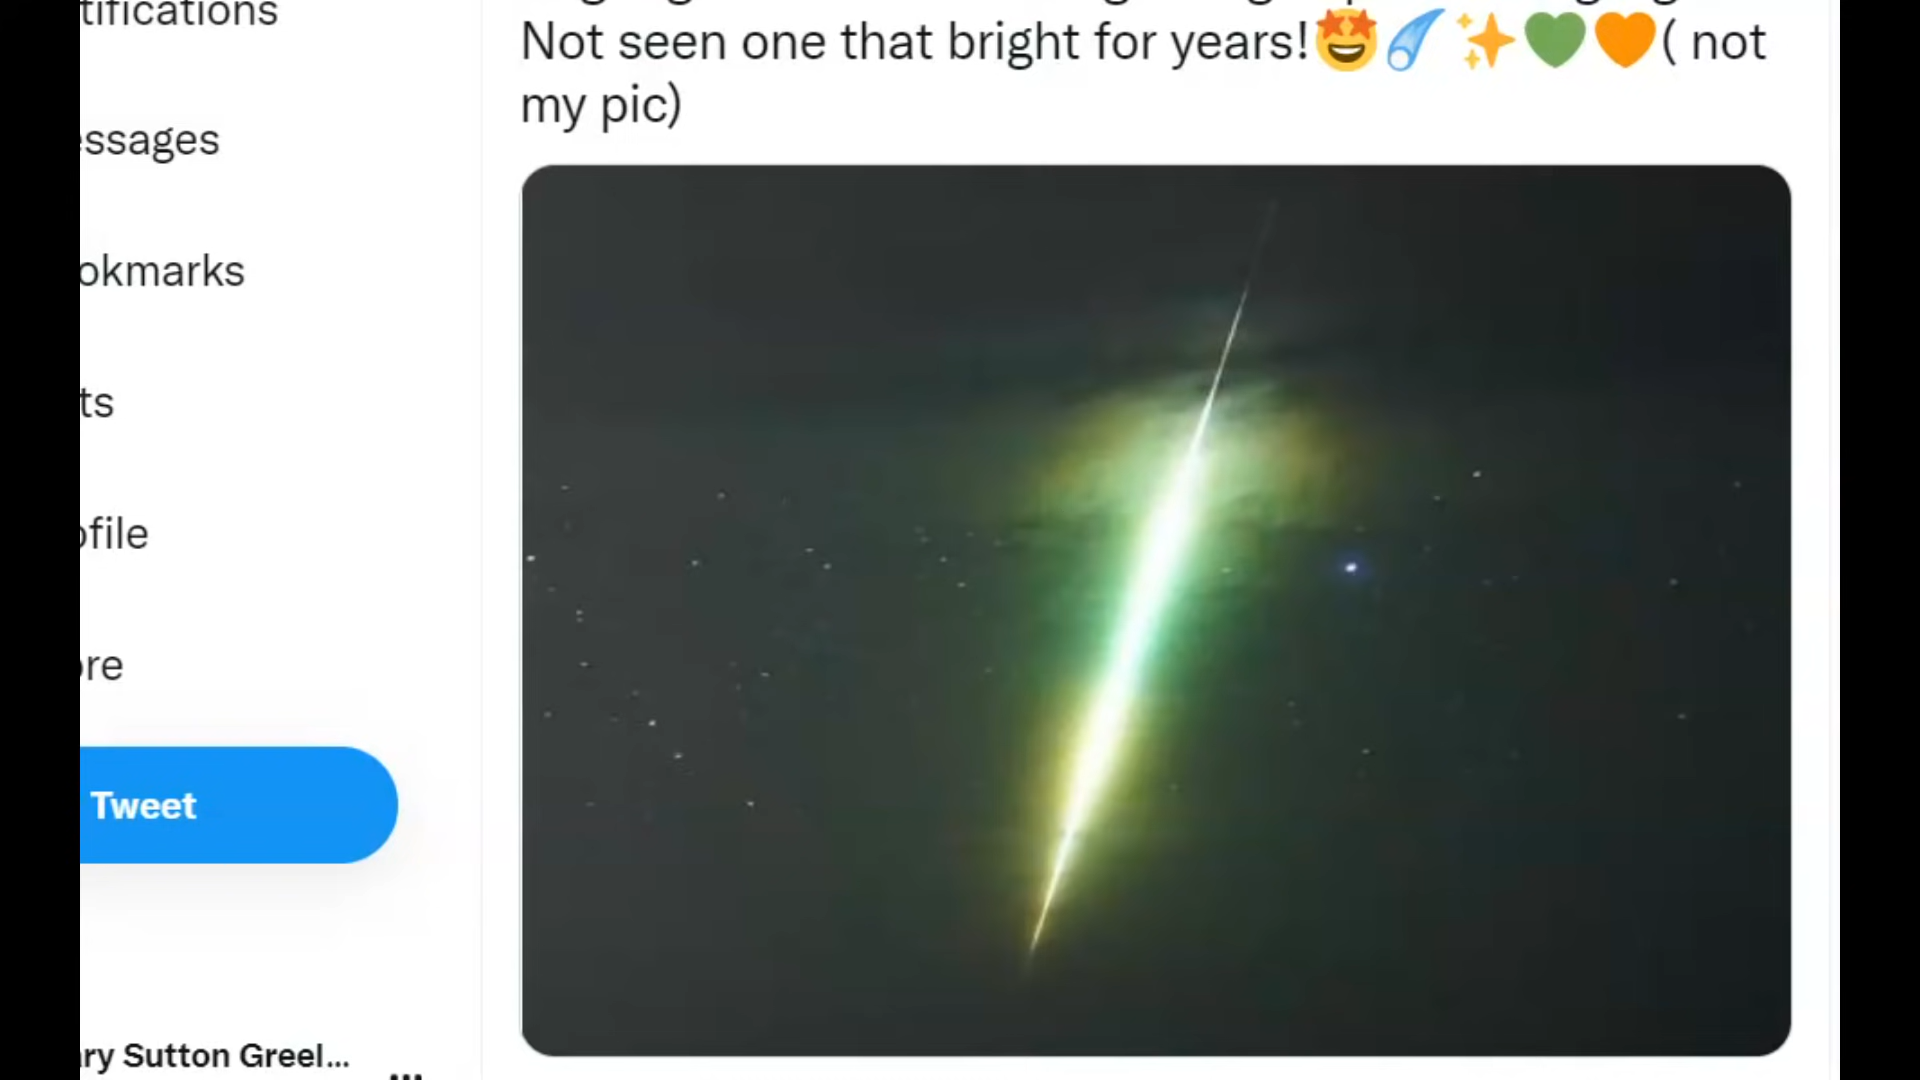 tifications
essages
okmarks
ts
ofile
ore
Tweet
ry Sutton Greel...
Not seen one that bright for years!🤩☄️✨💚🧡( not
my pic)